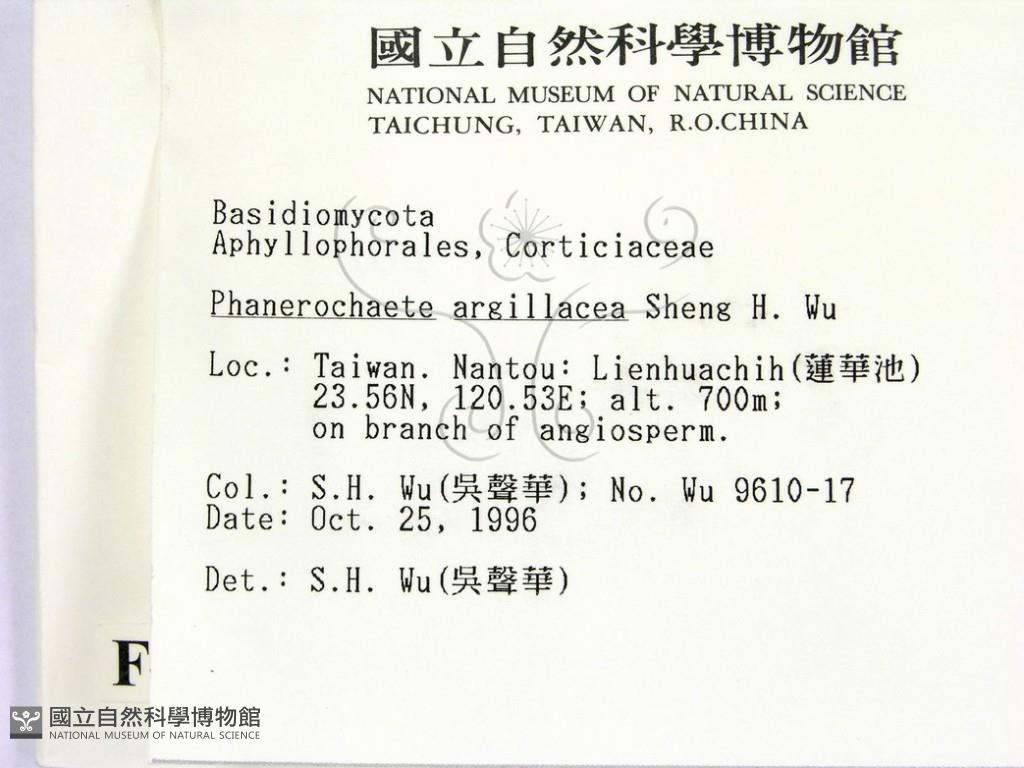 國立自然科學博物館
NATIONAL MUSEUM OF NATURAL SCIENCE
TAICHUNG, TAIWAN, R.O.CHINA
Basidiomycota
Aphyllophorales, Corticiaceae
Phanerochaete argillacea Sheng H. Wu
Loc.: Taiwan. Nantou: Lienhuachih(蓮華池)
23.56N, 120.53E; alt. 700m;
on branch of angiosperm.
Col.: S.H. Wu(吳聲華); No. Wu 9610-17
Date: Oct. 25, 1996
Det.: S.H. Wu(吳聲華)
F
國立自然科學博物館
NATIONAL MUSEUM OF NATURAL SCIENCE